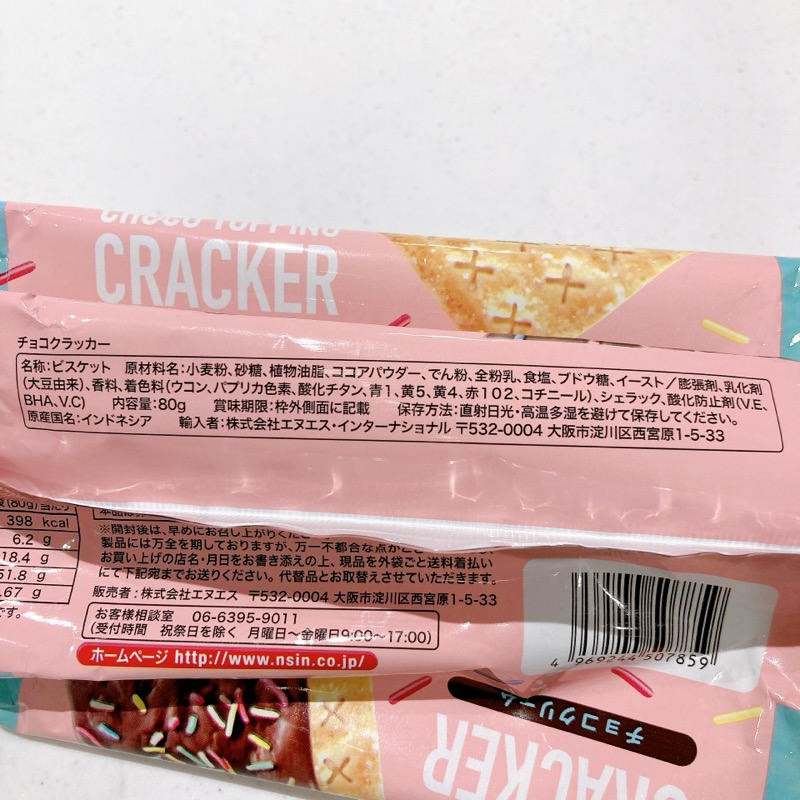 CHOCO TOPPING
CRACKER
チョコクラッカー
名称:ビスケット 原材料名:小麦粉、砂糖、植物油脂、ココアパウダー、でん粉、全粉乳、食塩、ブドウ糖、イースト/膨張剤、乳化剤
(大豆由来)、香料、着色料(ウコン、パプリカ色素、酸化チタン、青1、黄5、黄4、赤102、コチニール)、シェラック、酸化防止剤(V.E、
BHA、V.C) 内容量:80g 賞味期限:枠外側面に記載 保存方法:直射日光・高温多湿を避けて保存してください。
原産国名:インドネシア 輸入者:株式会社エヌエス・インターナショナル 〒532-0004 大阪市淀川区西宮原1-5-33
(80g)当たり
398 kcal
6.2 g
18.4 g
51.8 g
.67 g
です。
※開封後は、早めにお召し上がりくだ
製品には万全を期しておりますが、万一不都合な点が
お買い上げの店名・月日をお書き添えの上、現品を外袋ごと送料着払い
にて下記宛までお送りください。代替品とお取替えさせていただきます。
販売者:株式会社エヌエス 〒532-0004 大阪市淀川区西宮原1-5-33
お客様相談室 06-6395-9011
(受付時間 祝祭日を除く 月曜日～金曜日9:00～17:00)
ホームページ http://www.nsin.co.jp/
4 969244 507859
チョコクリーム
CRACKER